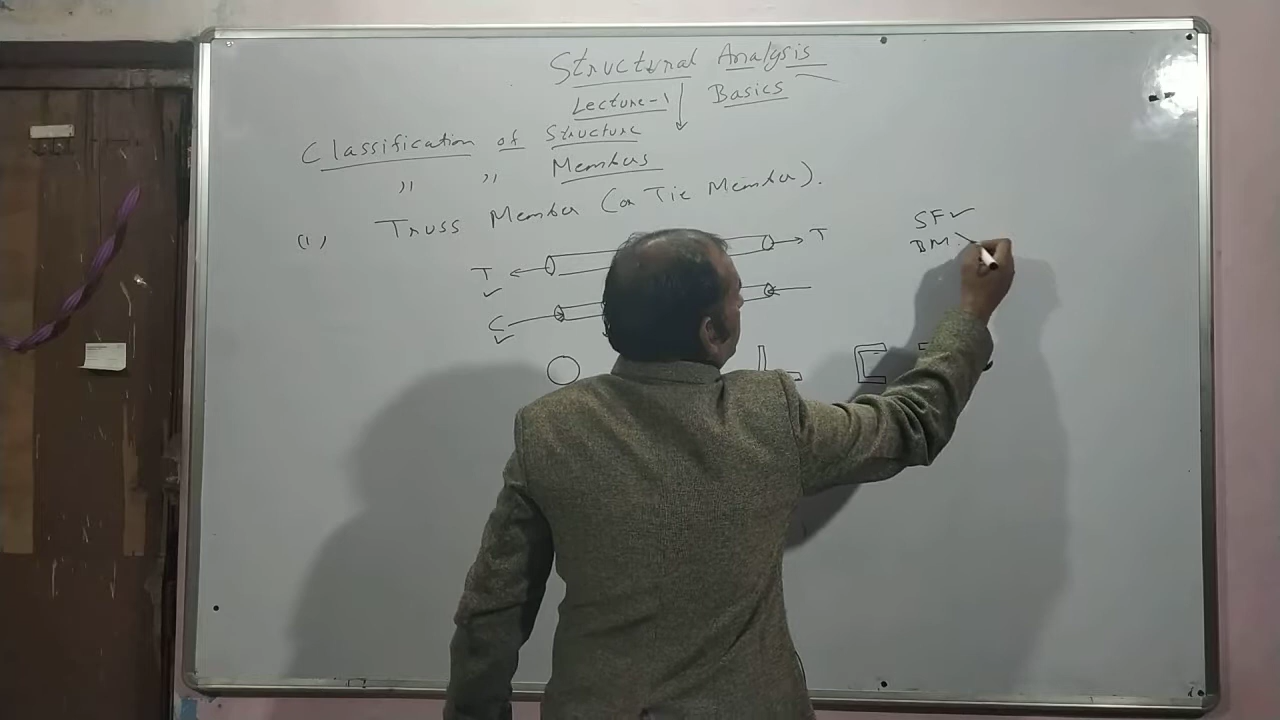 Structural Analysis
Lecture-1 Basics
Classification of Structure
" " Members
(1) Truss Member (or Tie Member).
T T
C
SF ✓
BM